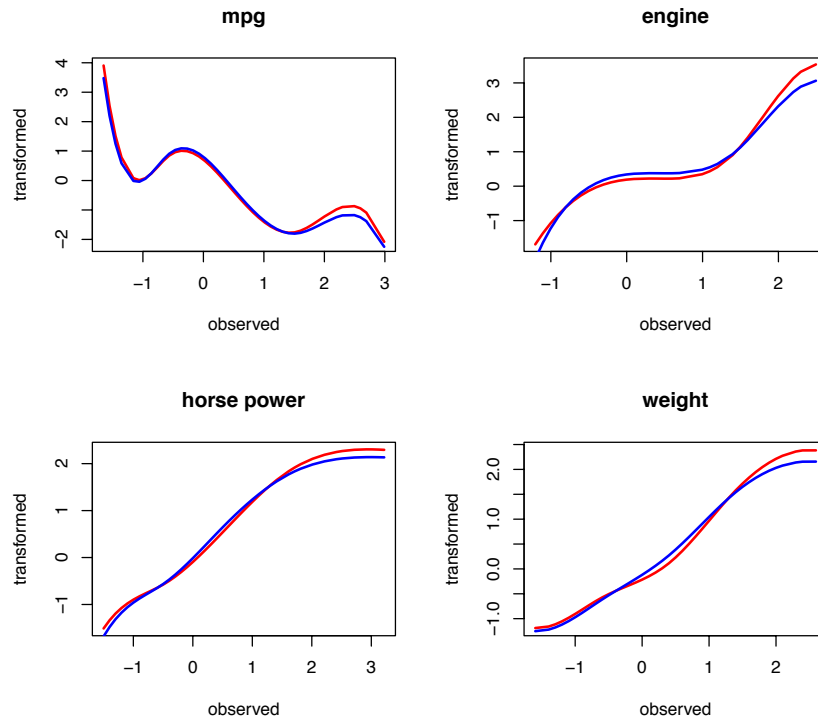 mpg
transformed
4
3
2
1
0
−2
−1 0 1 2 3
observed
engine
transformed
3
2
1
0
−1
−1 0 1 2
observed
horse power
transformed
2
1
0
−1
−1 0 1 2 3
observed
weight
transformed
2.0
1.0
0.0
−1.0
−1 0 1 2
observed